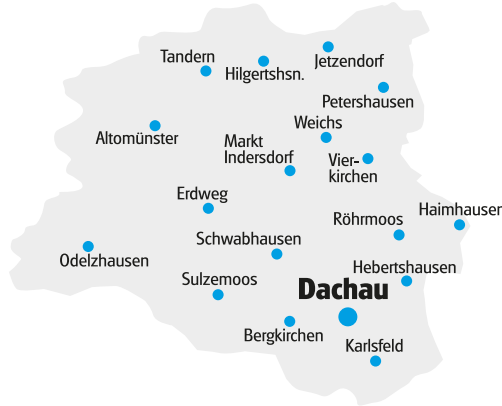 Tandern
Hilgertshsn.
Jetzendorf
Petershausen
Altomünster
Weichs
Markt
Indersdorf
Vier-
kirchen
Erdweg
Röhrmoos
Haimhauser
Schwabhausen
Odelzhausen
Sulzemoos
Hebertshausen
Dachau
Bergkirchen
Karlsfeld